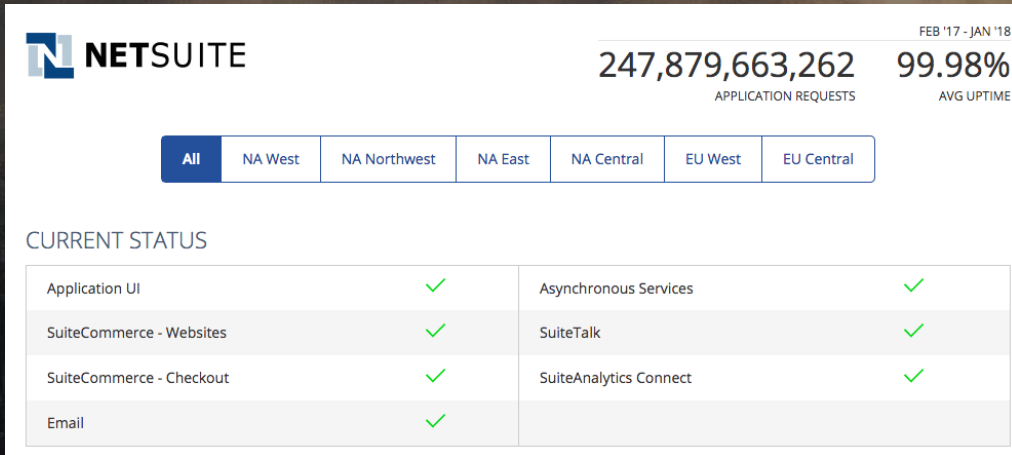 NETSUITE
FEB '17 - JAN '18
247,879,663,262 99.98%
APPLICATION REQUESTS AVG UPTIME
All NA West NA Northwest NA East NA Central EU West EU Central
CURRENT STATUS
Application UI Asynchronous Services
SuiteCommerce - Websites SuiteTalk
SuiteCommerce - Checkout SuiteAnalytics Connect
Email